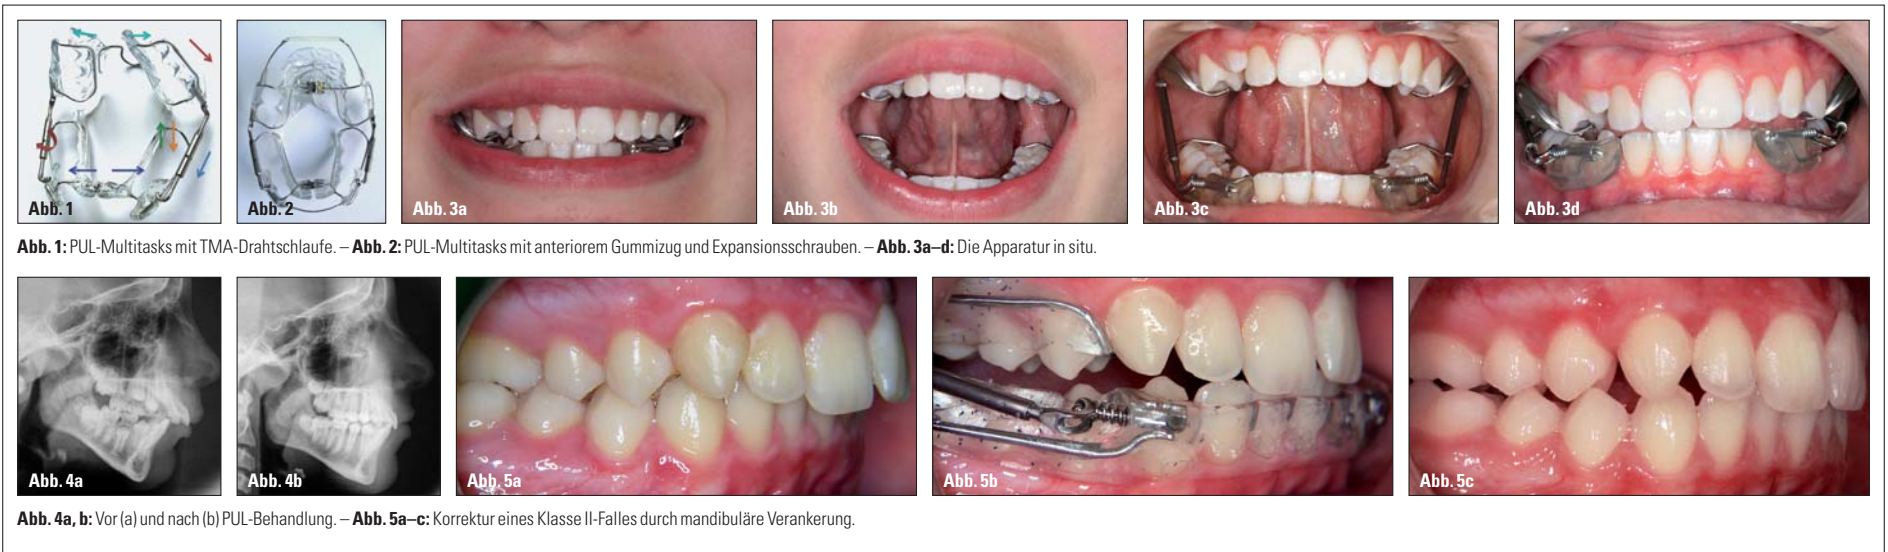 Abb. 1
Abb. 2
Abb. 3a
Abb. 3b
Abb. 3c
Abb. 3d
Abb. 1: PUL-Multitasks mit TMA-Drahtschlaufe. – Abb. 2: PUL-Multitasks mit anteriorem Gummizug und Expansionsschrauben. – Abb. 3a–d: Die Apparatur in situ.
Abb. 4a
Abb. 4b
Abb. 5a
Abb. 5b
Abb. 5c
Abb. 4a, b: Vor (a) und nach (b) PUL-Behandlung. – Abb. 5a–c: Korrektur eines Klasse II-Falles durch mandibuläre Verankerung.